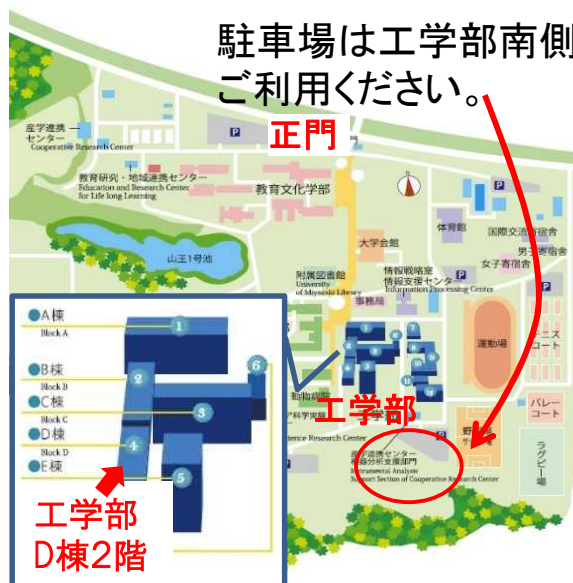 駐車場は工学部南側
ご利用ください。
正門
産学連携
センター
Cooperative Research Center
P
教育研究・地域連携センター
Education and Research Center
for Life long Learning
教育文化学部
P
体育館
国際交流寄宿舎
男子寄宿舎
女子寄宿舎
大学会館
山王1号池
附属図書館
University
of Miyazaki Library
情報戦略室
情報支援センター
Information Processing Center
事務局
P
P
運動場
テニス
コート
バレー
コート
ラグビー場
動物病院
工学部
産学連携センター
機器分析支援部門
Instrumental Analysis
Support Section of Cooperative Research Center
ience Research Center
A棟
Block A
B棟
Block B
C棟
Block C
D棟
Block D
E棟
1
2
3
4
5
6
工学部
D棟2階